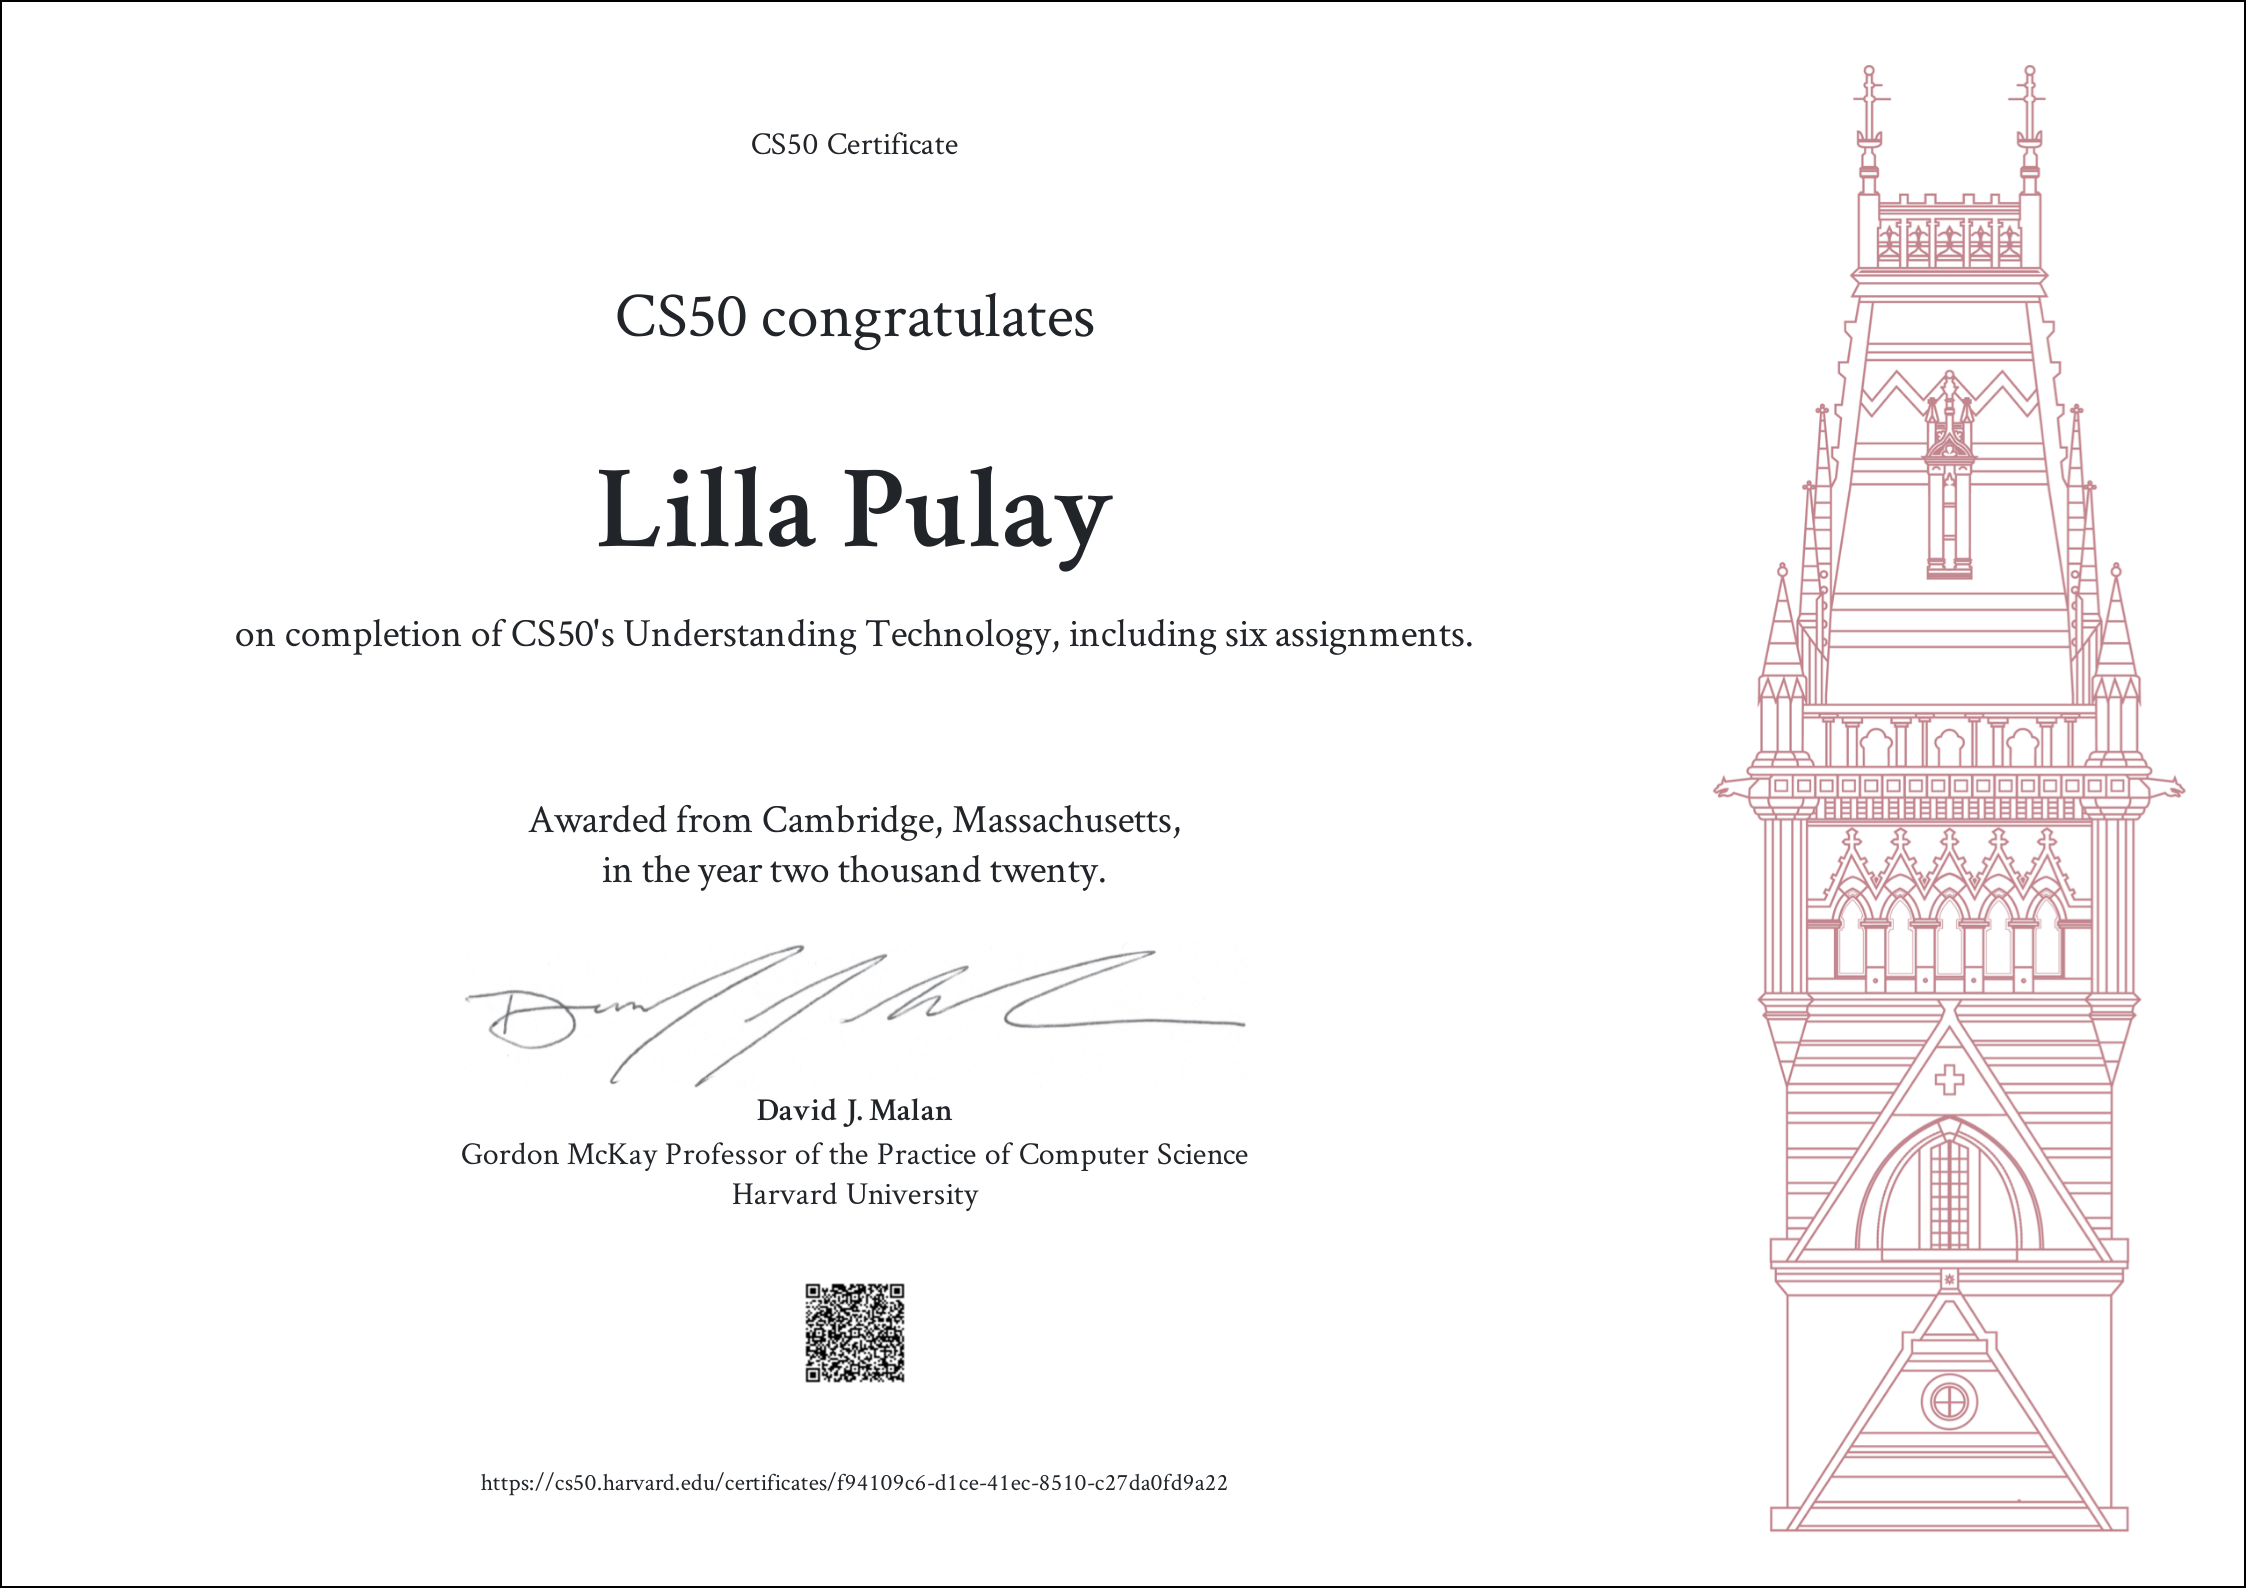 CS50 Certificate
CS50 congratulates
Lilla Pulay
on completion of CS50's Understanding Technology, including six assignments.
Awarded from Cambridge, Massachusetts,
in the year two thousand twenty.
David J. Malan
Gordon McKay Professor of the Practice of Computer Science
Harvard University
https://cs50.harvard.edu/certificates/f94109c6-d1ce-41ec-8510-c27da0fd9a22